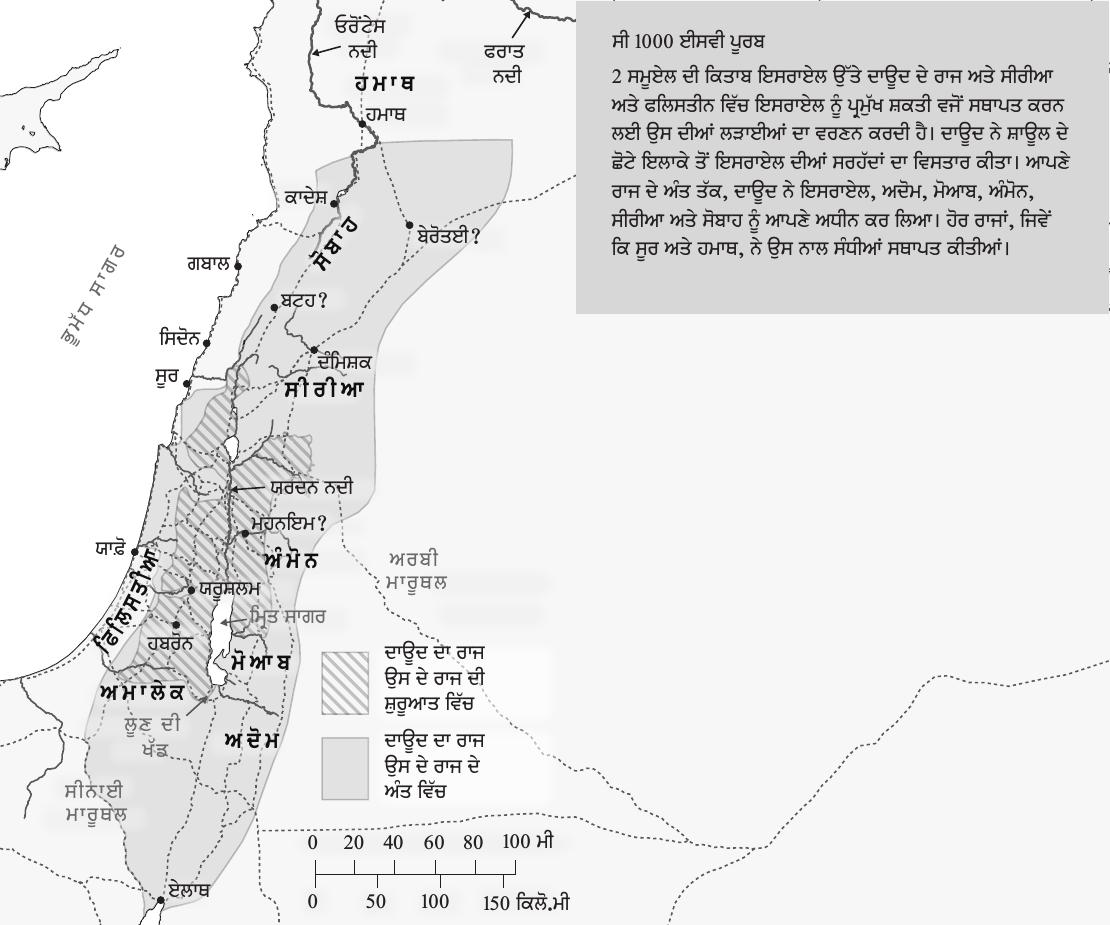 ਸੀ 1000 ਈਸਵੀ ਪੂਰਬ
2 ਸਮੂਏਲ ਦੀ ਕਿਤਾਬ ਇਸਰਾਏਲ ਉੱਤੇ ਦਾਊਦ ਦੇ ਰਾਜ ਅਤੇ ਸੀਰੀਆ
ਅਤੇ ਫਲਿਸਤੀਨ ਵਿੱਚ ਇਸਰਾਏਲ ਨੂੰ ਪ੍ਰਮੁੱਖ ਸ਼ਕਤੀ ਵਜੋਂ ਸਥਾਪਤ ਕਰਨ
ਲਈ ਉਸ ਦੀਆਂ ਲੜਾਈਆਂ ਦਾ ਵਰਣਨ ਕਰਦੀ ਹੈ। ਦਾਊਦ ਨੇ ਸ਼ਾਊਲ ਦੇ
ਛੋਟੇ ਇਲਾਕੇ ਤੋਂ ਇਸਰਾਏਲ ਦੀਆਂ ਸਰਹੱਦਾਂ ਦਾ ਵਿਸਤਾਰ ਕੀਤਾ। ਆਪਣੇ
ਰਾਜ ਦੇ ਅੰਤ ਤੱਕ, ਦਾਊਦ ਨੇ ਇਸਰਾਏਲ, ਅਦੋਮ, ਮੋਆਬ, ਅੰਮੋਨ,
ਸੀਰੀਆ ਅਤੇ ਸੋਬਾਹ ਨੂੰ ਆਪਣੇ ਅਧੀਨ ਕਰ ਲਿਆ। ਹੋਰ ਰਾਜਾਂ, ਜਿਵੇਂ
ਕਿ ਸੂਰ ਅਤੇ ਹਮਾਥ, ਨੇ ਉਸ ਨਾਲ ਸੰਧੀਆਂ ਸਥਾਪਤ ਕੀਤੀਆਂ।
ਓਰੋਂਟੇਸ
ਨਦੀ
ਫਰਾਤ
ਨਦੀ
ਹਮਾਥ
ਹਮਾਥ
ਕਾਦੇਸ਼
ਸੋਬਾਹ
ਬੇਰੋਤਈ?
ਗਬਾਲ
ਭੂਮੱਧ ਸਾਗਰ
ਬਟਹ?
ਸਿਦੋਨ
ਦੰਮਿਸ਼ਕ
ਸੂਰ
ਸੀਰੀਆ
ਯਰਦਨ ਨਦੀ
ਮਹਨਇਮ?
ਯਾਫ਼ੋ
ਅੰਮੋਨ
ਅਰਬੀ
ਮਾਰੂਥਲ
ਫਿਲਿਸਤੀਆ
ਯਰੂਸ਼ਲਮ
ਮ੍ਰਿਤ ਸਾਗਰ
ਹਬਰੋਨ
ਮੋਆਬ
ਅਮਾਲੇਕ
ਲੂਣ ਦੀ
ਖੱਡ
ਅਦੋਮ
ਸੀਨਾਈ
ਮਾਰੂਥਲ
ਏਲਾਥ
ਦਾਊਦ ਦਾ ਰਾਜ
ਉਸ ਦੇ ਰਾਜ ਦੀ
ਸ਼ੁਰੂਆਤ ਵਿੱਚ
ਦਾਊਦ ਦਾ ਰਾਜ
ਉਸ ਦੇ ਰਾਜ ਦੇ
ਅੰਤ ਵਿੱਚ
0 20 40 60 80 100 ਮੀ
0 50 100 150 ਕਿਲੋ.ਮੀ